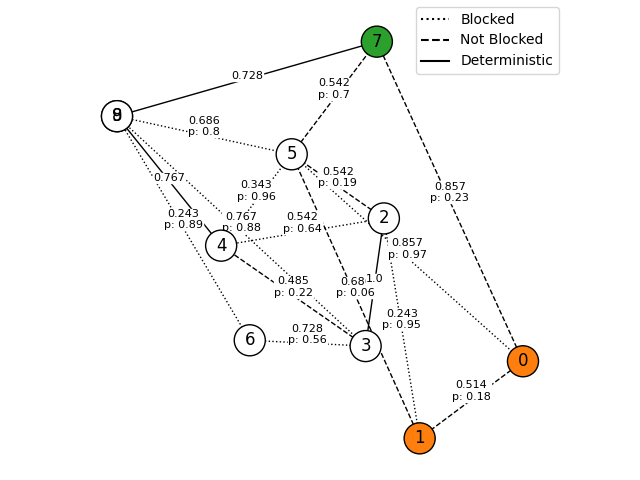 Blocked
Not Blocked
Deterministic
7
0.728
0.542
p: 0.7
0.686
p: 0.8
5
0.767
0.343
p: 0.96
0.542
p: 0.19
0.857
p: 0.23
0.243
p: 0.89
0.767
p: 0.88
0.542
p: 0.64
2
4
0.857
p: 0.97
0.485
p: 0.22
0.68
p: 0.06
1.0
0.243
p: 0.95
6
0.728
p: 0.56
3
0
0.514
p: 0.18
1